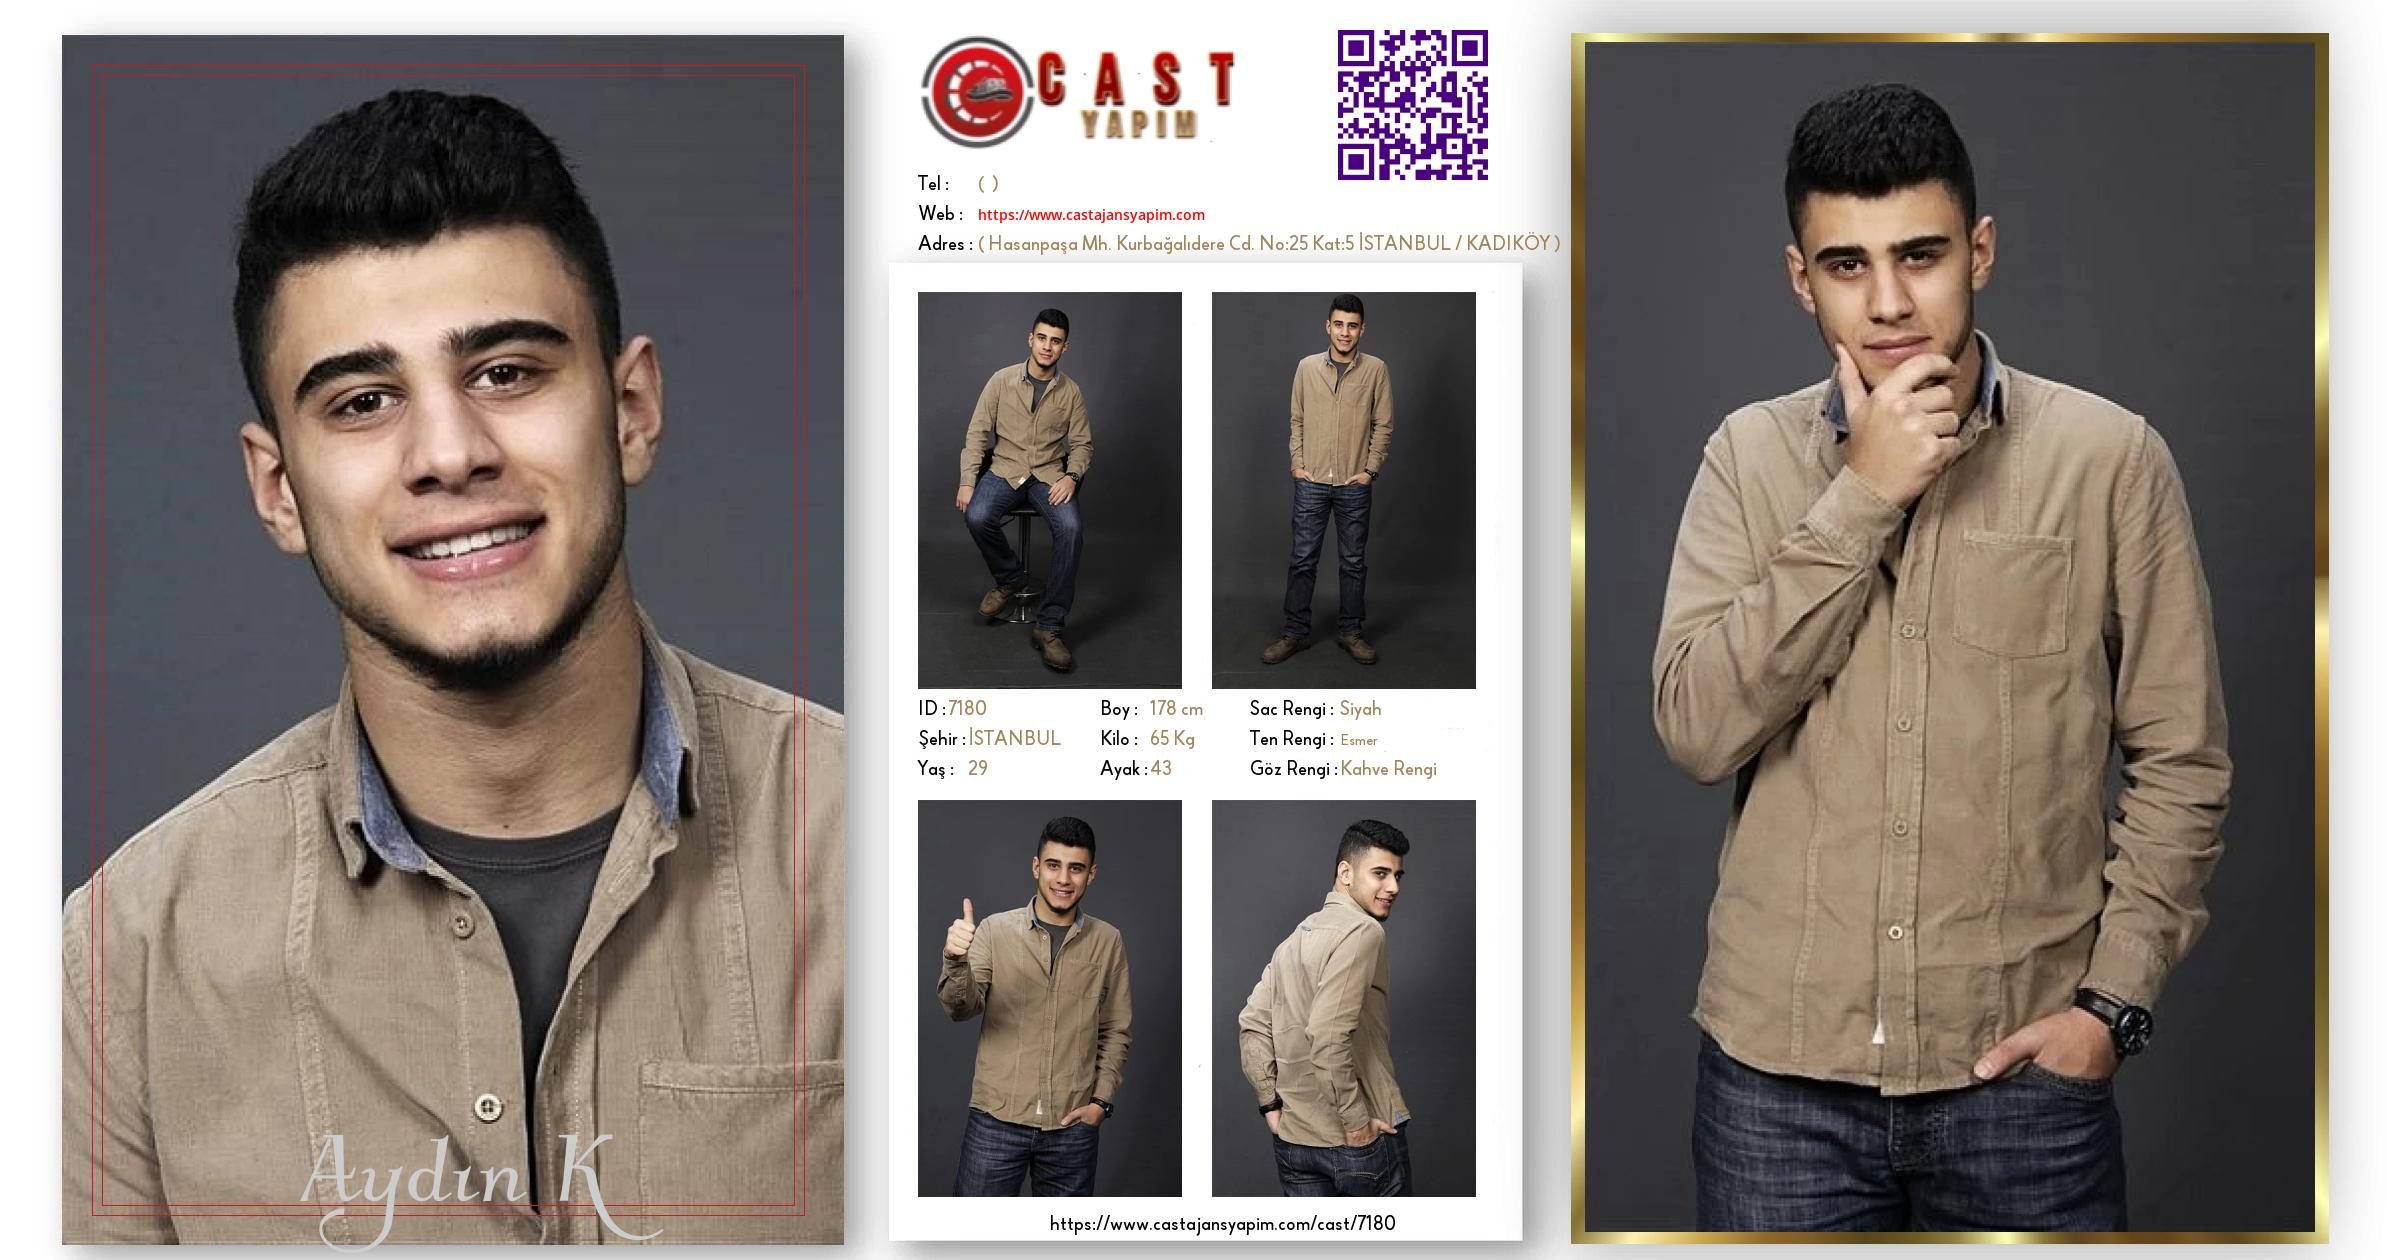 CAST
YAPIM
Tel : ( )
Web : https://www.castajansyapim.com
Adres : ( Hasanpaşa Mh. Kurbağalıdere Cd. No:25 Kat:5 İSTANBUL / KADIKÖY )
ID : 7180 Boy : 178 cm Sac Rengi : Siyah
Şehir : İSTANBUL Kilo : 65 Kg Ten Rengi : Esmer
Yaş : 29 Ayak : 43 Göz Rengi : Kahve Rengi
Aydın K
https://www.castajansyapim.com/cast/7180